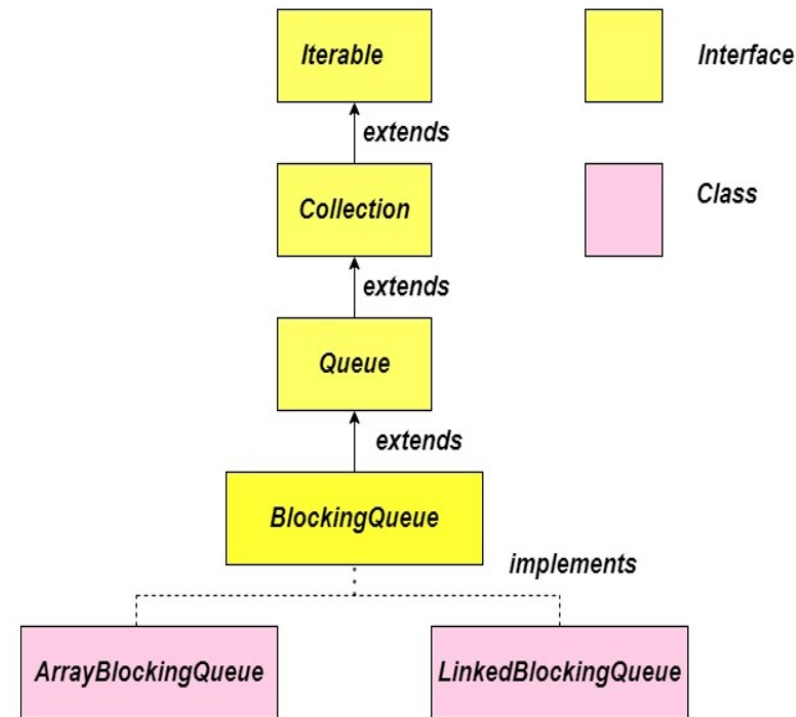 Iterable
Interface
extends
Collection
Class
extends
Queue
extends
BlockingQueue
implements
ArrayBlockingQueue
LinkedBlockingQueue